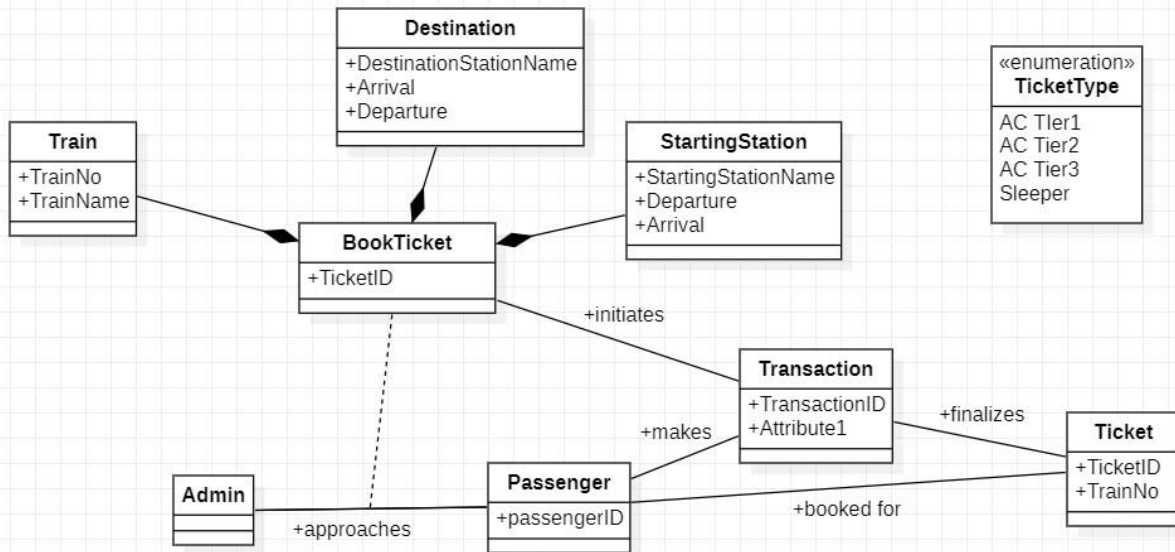 Destination
+DestinationStationName
+Arrival
+Departure
«enumeration»
TicketType
AC TIer1
AC Tier2
AC Tier3
Sleeper
Train
+TrainNo
+TrainName
StartingStation
+StartingStationName
+Departure
+Arrival
BookTicket
+TicketID
+initiates
Transaction
+TransactionID
+Attribute1
+makes
+finalizes
Ticket
+TicketID
+TrainNo
Admin
+approaches
Passenger
+passengerID
+booked for